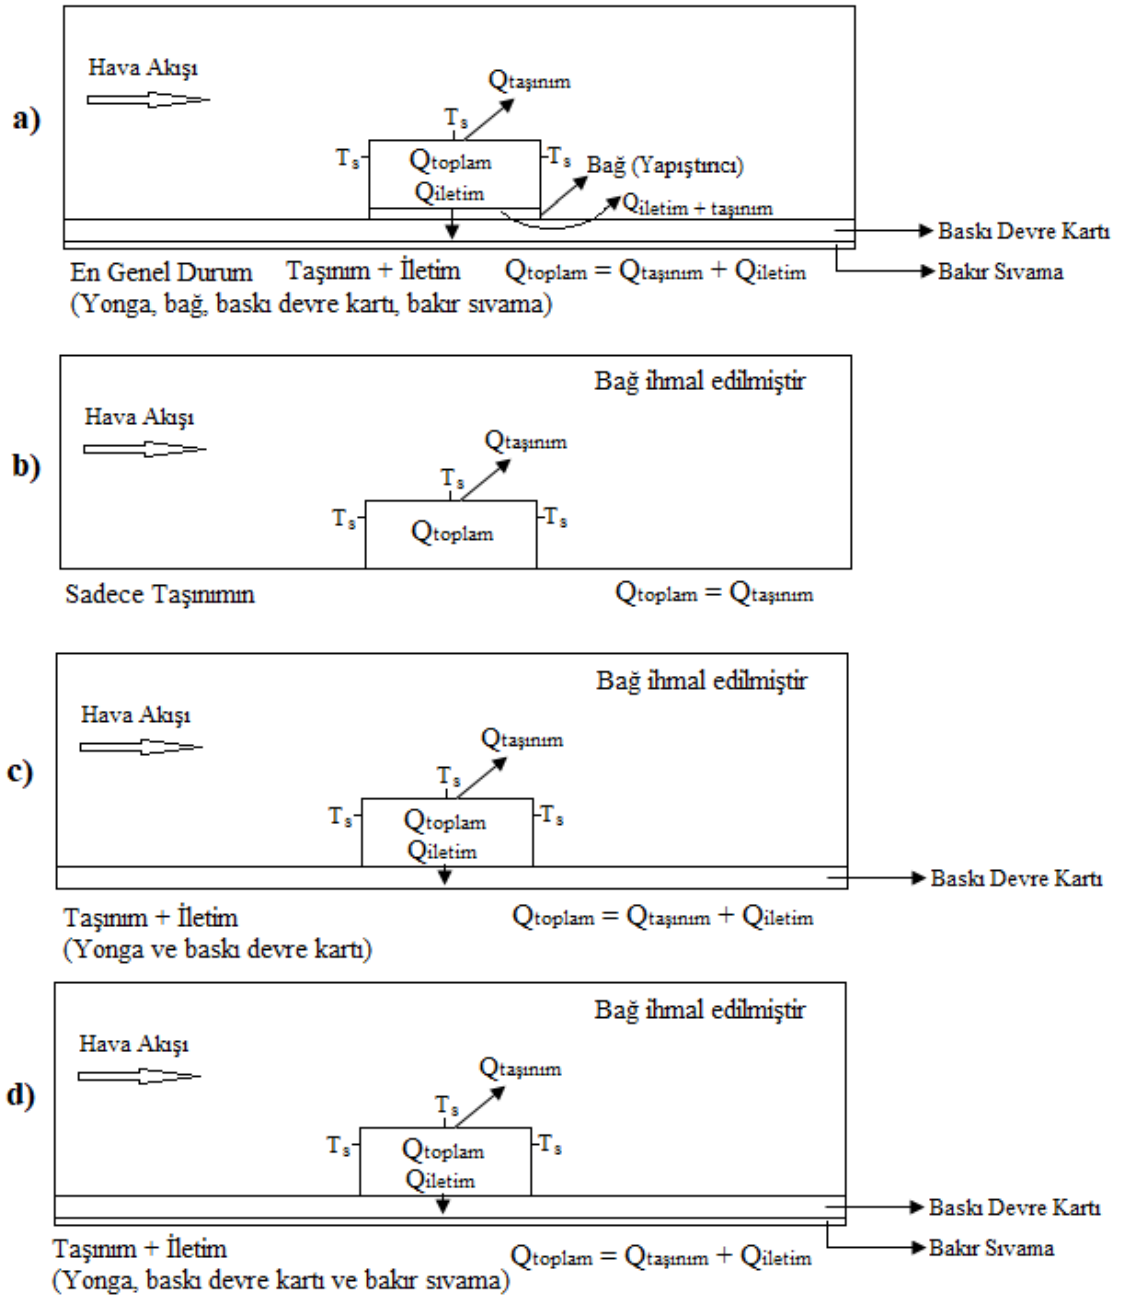 a)
Hava Akışı
Qtaşınım
Ts
Ts
Qtoplam
Ts
Bağ (Yapıştırıcı)
Qiletim
Qiletim + taşınım
Baskı Devre Kartı
Bakır Sıvama
En Genel Durum Taşınım + İletim Qtoplam = Qtaşınım + Qiletim
(Yonga, bağ, baskı devre kartı, bakır sıvama)
b)
Bağ ihmal edilmiştir
Hava Akışı
Qtaşınım
Ts
Ts
Qtoplam
Ts
Sadece Taşınımın Qtoplam = Qtaşınım
c)
Bağ ihmal edilmiştir
Hava Akışı
Qtaşınım
Ts
Ts
Qtoplam
Ts
Qiletim
Baskı Devre Kartı
Taşınım + İletim Qtoplam = Qtaşınım + Qiletim
(Yonga ve baskı devre kartı)
d)
Bağ ihmal edilmiştir
Hava Akışı
Qtaşınım
Ts
Ts
Qtoplam
Ts
Qiletim
Baskı Devre Kartı
Bakır Sıvama
Taşınım + İletim Qtoplam = Qtaşınım + Qiletim
(Yonga, baskı devre kartı ve bakır sıvama)